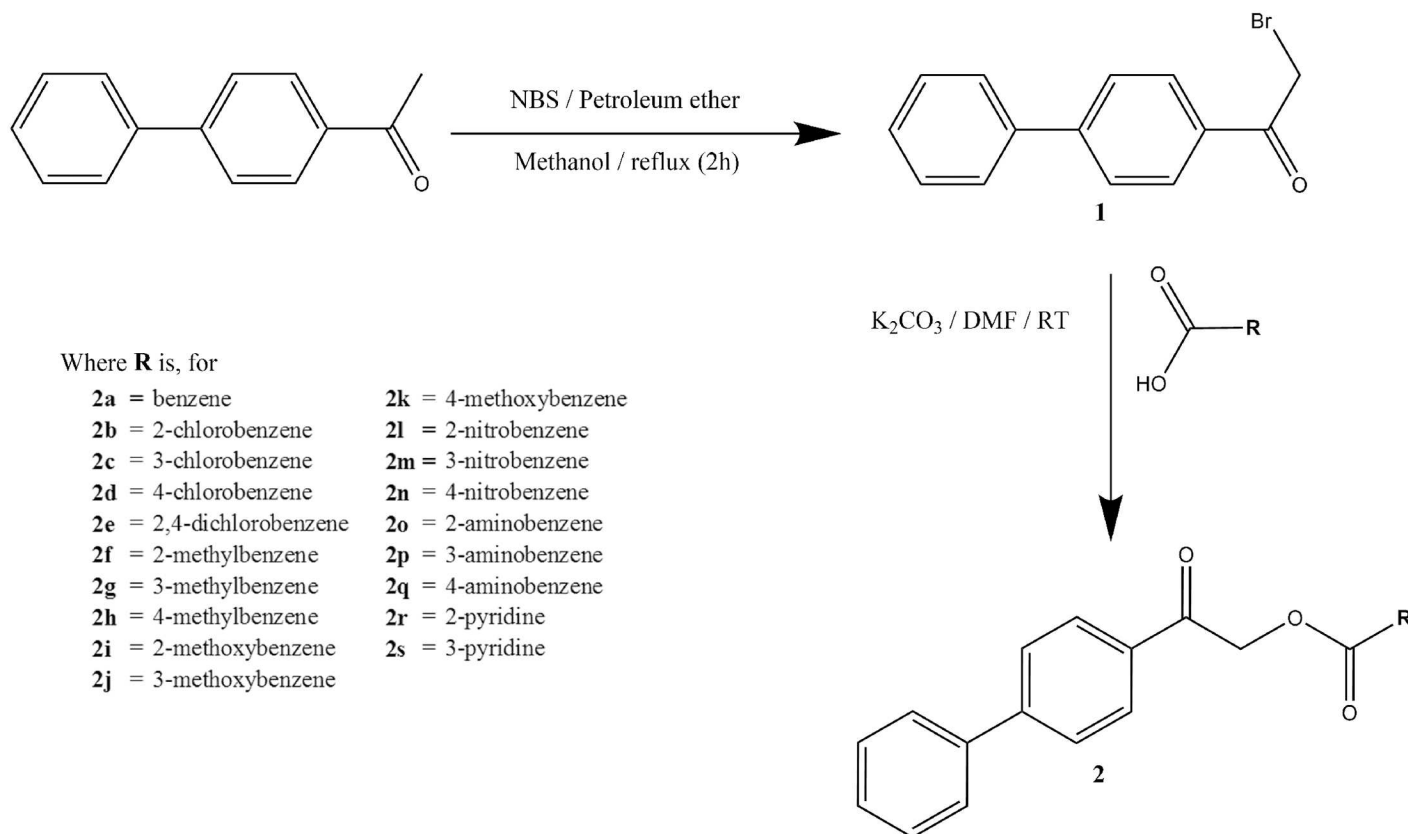 Br
NBS / Petroleum ether
Methanol / reflux (2h)
O
O
1
K2CO3 / DMF / RT
O
R
HO
Where R is, for
2a = benzene
2b = 2-chlorobenzene
2c = 3-chlorobenzene
2d = 4-chlorobenzene
2e = 2,4-dichlorobenzene
2f = 2-methylbenzene
2g = 3-methylbenzene
2h = 4-methylbenzene
2i = 2-methoxybenzene
2j = 3-methoxybenzene
2k = 4-methoxybenzene
2l = 2-nitrobenzene
2m = 3-nitrobenzene
2n = 4-nitrobenzene
2o = 2-aminobenzene
2p = 3-aminobenzene
2q = 4-aminobenzene
2r = 2-pyridine
2s = 3-pyridine
O
O
R
O
2